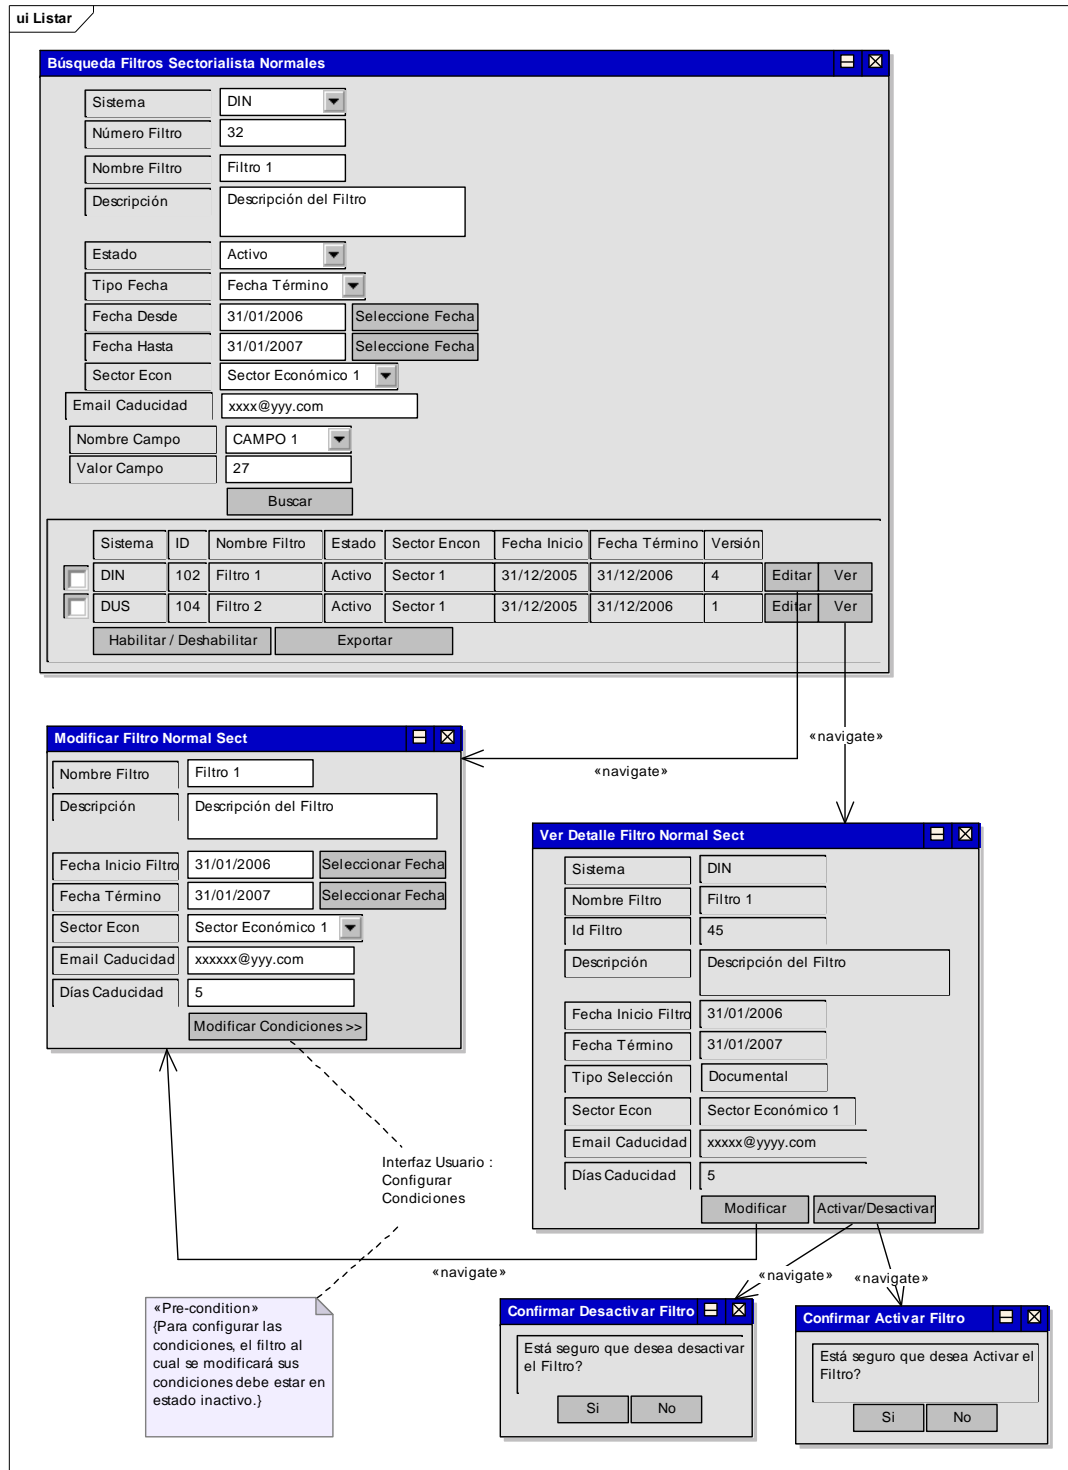 ui Listar
Búsqueda Filtros Sectorialista Normales
Sistema DIN
Número Filtro 32
Nombre Filtro Filtro 1
Descripción Descripción del Filtro
Estado Activo
Tipo Fecha Fecha Término
Fecha Desde 31/01/2006 Seleccione Fecha
Fecha Hasta 31/01/2007 Seleccione Fecha
Sector Econ Sector Económico 1
Email Caducidad xxxx@yyy.com
Nombre Campo CAMPO 1
Valor Campo 27
Buscar
Sistema ID Nombre Filtro Estado Sector Encon Fecha Inicio Fecha Término Versión
DIN 102 Filtro 1 Activo Sector 1 31/12/2005 31/12/2006 4 Editar Ver
DUS 104 Filtro 2 Activo Sector 1 31/12/2005 31/12/2006 1 Editar Ver
Habilitar / Deshabilitar Exportar
«navigate»
«navigate»
Modificar Filtro Normal Sect
Nombre Filtro Filtro 1
Descripción Descripción del Filtro
Fecha Inicio Filtro 31/01/2006 Seleccionar Fecha
Fecha Término 31/01/2007 Seleccionar Fecha
Sector Econ Sector Económico 1
Email Caducidad xxxxxx@yyy.com
Días Caducidad 5
Modificar Condiciones >>
Ver Detalle Filtro Normal Sect
Sistema DIN
Nombre Filtro Filtro 1
Id Filtro 45
Descripción Descripción del Filtro
Fecha Inicio Filtro 31/01/2006
Fecha Término 31/01/2007
Tipo Selección Documental
Sector Econ Sector Económico 1
Email Caducidad xxxxx@yyyy.com
Días Caducidad 5
Modificar Activar/Desactivar
Interfaz Usuario :
Configurar
Condiciones
«navigate»
«navigate»
«navigate»
«Pre-condition»
{Para configurar las
condiciones, el filtro al
cual se modificará sus
condiciones debe estar en
estado inactivo.}
Confirmar Desactivar Filtro
Está seguro que desea desactivar
el Filtro?
Si No
Confirmar Activar Filtro
Está seguro que desea Activar el
Filtro?
Si No